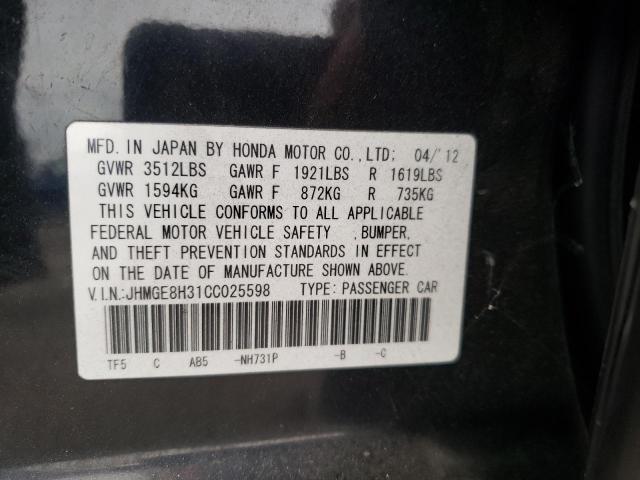 MFD. IN JAPAN BY HONDA MOTOR CO.,LTD; 04/'12
GVWR 3512LBS GAWR F 1921LBS R 1619LBS
GVWR 1594KG GAWR F 872KG R 735KG
THIS VEHICLE CONFORMS TO ALL APPLICABLE
FEDERAL MOTOR VEHICLE SAFETY ,BUMPER,
AND THEFT PREVENTION STANDARDS IN EFFECT
ON THE DATE OF MANUFACTURE SHOWN ABOVE.
V.I.N:JHMGE8H31CC025598 TYPE: PASSENGER CAR
TF5 C AB5 -NH731P -B -C